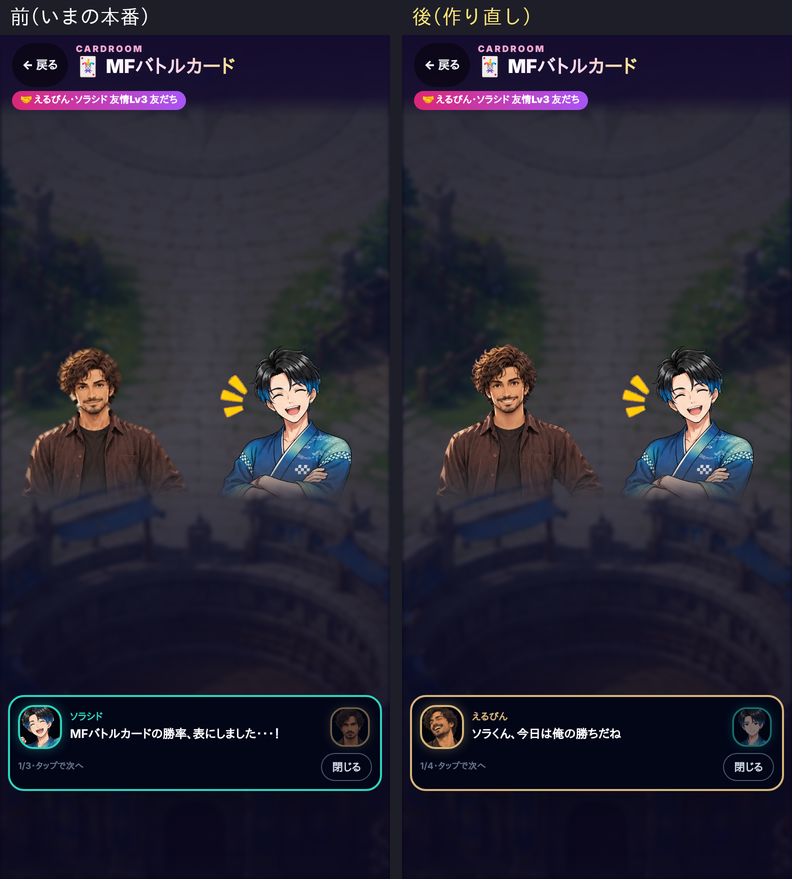 前(いまの本番)
CARDROOM
← 戻る
🃏 MFバトルカード
🤝 えるぴん・ソラシド 友情Lv3 友だち
ソラシド
MFバトルカードの勝率、表にしました・・・!
1/3・タップで次へ
閉じる
後(作り直し)
CARDROOM
← 戻る
🃏 MFバトルカード
🤝 えるぴん・ソラシド 友情Lv3 友だち
えるぴん
ソラくん、今日は俺の勝ちだね
1/4・タップで次へ
閉じる